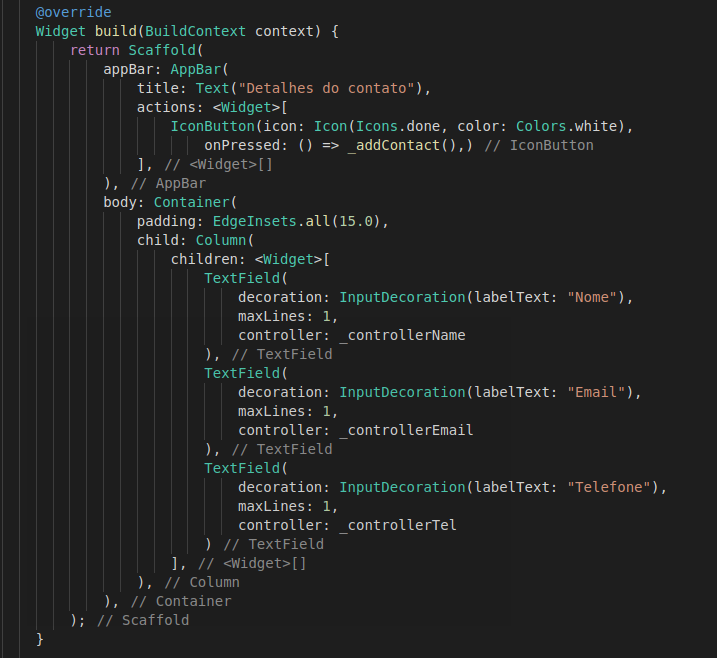 @override
Widget build(BuildContext context) {
return Scaffold(
appBar: AppBar(
title: Text("Detalhes do contato"),
actions: <Widget>[
IconButton(icon: Icon(Icons.done, color: Colors.white),
onPressed: () => _addContact(),) // IconButton
], // <Widget>[]
), // AppBar
body: Container(
padding: EdgeInsets.all(15.0),
child: Column(
children: <Widget>[
TextField(
decoration: InputDecoration(labelText: "Nome"),
maxLines: 1,
controller: _controllerName
), // TextField
TextField(
decoration: InputDecoration(labelText: "Email"),
maxLines: 1,
controller: _controllerEmail
), // TextField
TextField(
decoration: InputDecoration(labelText: "Telefone"),
maxLines: 1,
controller: _controllerTel
) // TextField
], // <Widget>[]
), // Column
), // Container
); // Scaffold
}